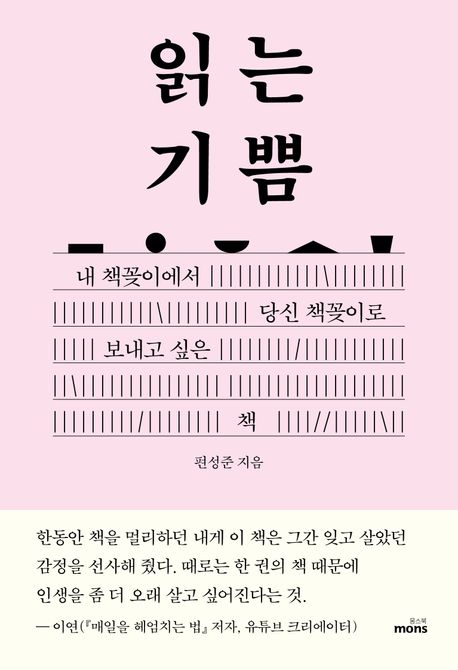 읽는
기쁨
내 책꽂이에서
당신 책꽂이로
보내고 싶은
책
편성준 지음
한동안 책을 멀리하던 내게 이 책은 그간 잊고 살았던
감정을 선사해 줬다. 때로는 한 권의 책 때문에
인생을 좀 더 오래 살고 싶어진다는 것.
— 이연(『매일을 헤엄치는 법』 저자, 유튜브 크리에이터)
몽스북
mons